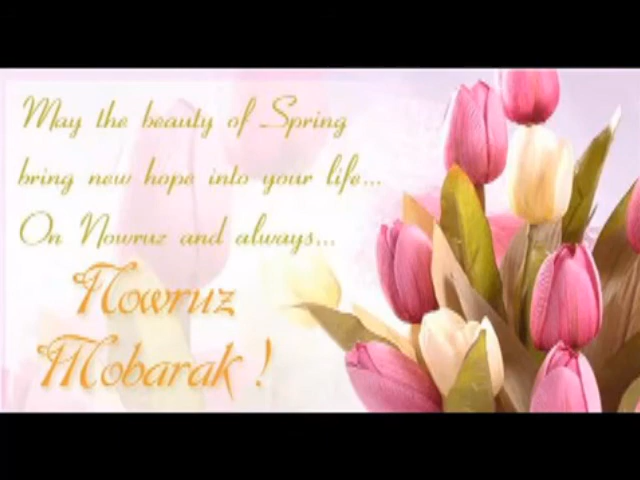 May the beauty of Spring
bring new hope into your life...
On Nowruz and always...
Nowruz
Mobarak !